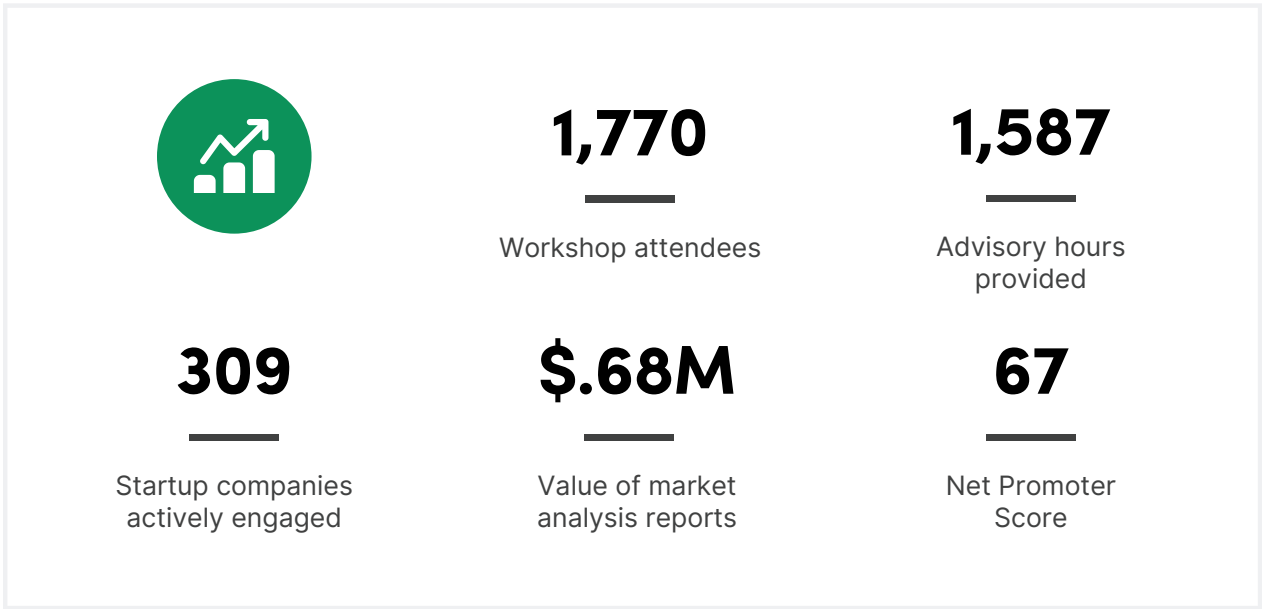 1,770
Workshop attendees
1,587
Advisory hours
provided
309
Startup companies
actively engaged
$.68M
Value of market
analysis reports
67
Net Promoter
Score